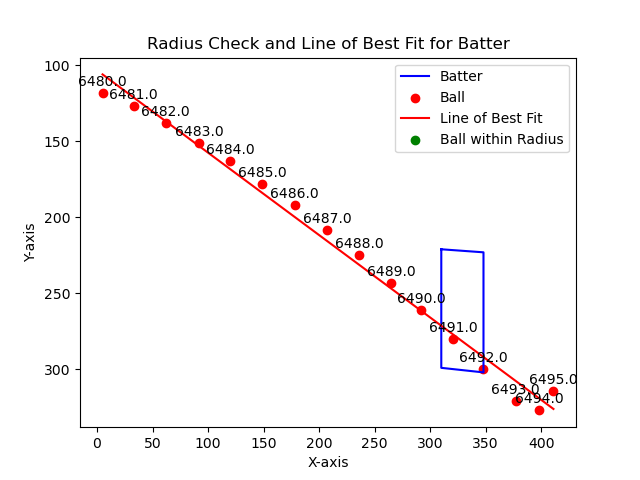 Radius Check and Line of Best Fit for Batter
Batter
Ball
Line of Best Fit
Ball within Radius
100
150
200
250
300
Y-axis
6480.0
6481.0
6482.0
6483.0
6484.0
6485.0
6486.0
6487.0
6488.0
6489.0
6490.0
6491.0
6492.0
6493.0
6494.0
6495.0
0 50 100 150 200 250 300 350 400
X-axis